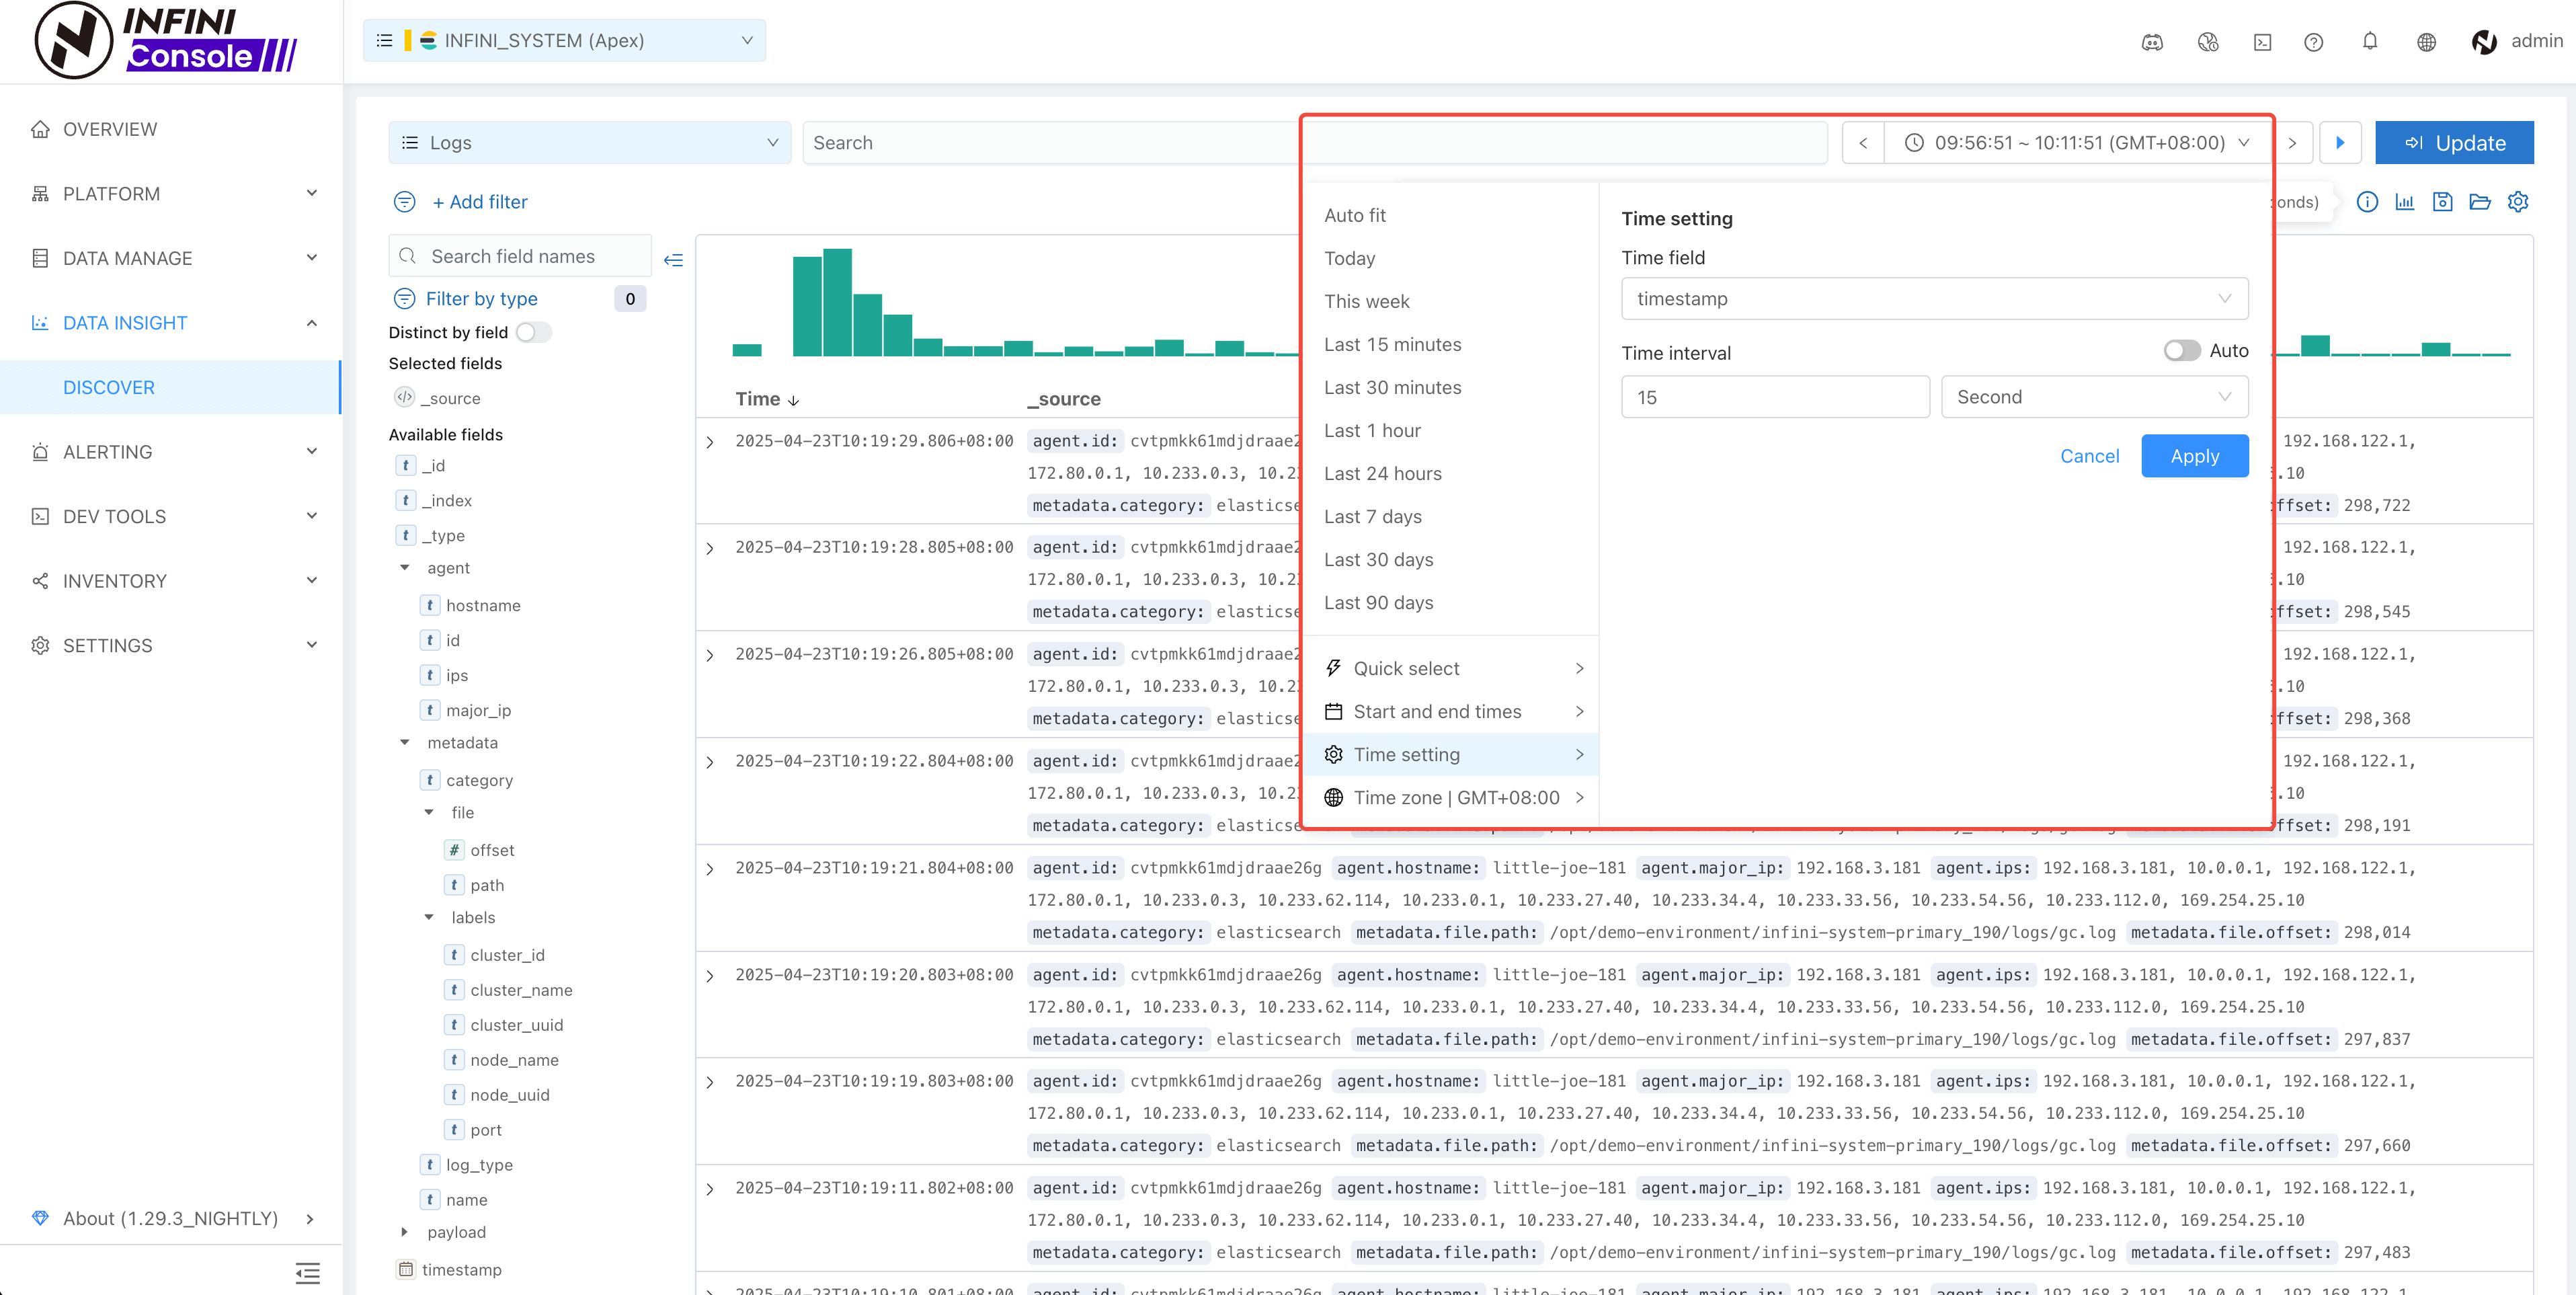 INFINI
Console
INFINI_SYSTEM (Apex)
admin
OVERVIEW
PLATFORM
DATA MANAGE
DATA INSIGHT
DISCOVER
ALERTING
DEV TOOLS
INVENTORY
SETTINGS
About (1.29.3_NIGHTLY)
Logs
Search
09:56:51 ~ 10:11:51 (GMT+08:00)
Update
+ Add filter
onds)
Search field names
Filter by type 0
Distinct by field
Selected fields
_source
Available fields
t _id
t _index
t _type
agent
t hostname
t id
t ips
t major_ip
metadata
t category
file
# offset
t path
labels
t cluster_id
t cluster_name
t cluster_uuid
t node_name
t node_uuid
t port
t log_type
t name
payload
timestamp
Auto fit
Today
This week
Last 15 minutes
Last 30 minutes
Last 1 hour
Last 24 hours
Last 7 days
Last 30 days
Last 90 days
Quick select
Start and end times
Time setting
Time zone | GMT+08:00
Time setting
Time field
timestamp
Time interval Auto
15 Second
Cancel Apply
Time _source
2025-04-23T10:19:29.806+08:00 agent.id: cvtpmkk61mdjdraae2 192.168.122.1,
172.80.0.1, 10.233.0.3, 10.23 .10
metadata.category: elasticse ffset: 298,722
2025-04-23T10:19:28.805+08:00 agent.id: cvtpmkk61mdjdraae2 192.168.122.1,
172.80.0.1, 10.233.0.3, 10.23 .10
metadata.category: elasticse ffset: 298,545
2025-04-23T10:19:26.805+08:00 agent.id: cvtpmkk61mdjdraae2 192.168.122.1,
172.80.0.1, 10.233.0.3, 10.23 .10
metadata.category: elasticse ffset: 298,368
2025-04-23T10:19:22.804+08:00 agent.id: cvtpmkk61mdjdraae2 192.168.122.1,
172.80.0.1, 10.233.0.3, 10.23 .10
metadata.category: elasticse ffset: 298,191
2025-04-23T10:19:21.804+08:00 agent.id: cvtpmkk61mdjdraae26g agent.hostname: little-joe-181 agent.major_ip: 192.168.3.181 agent.ips: 192.168.3.181, 10.0.0.1, 192.168.122.1,
172.80.0.1, 10.233.0.3, 10.233.62.114, 10.233.0.1, 10.233.27.40, 10.233.34.4, 10.233.33.56, 10.233.54.56, 10.233.112.0, 169.254.25.10
metadata.category: elasticsearch metadata.file.path: /opt/demo-environment/infini-system-primary_190/logs/gc.log metadata.file.offset: 298,014
2025-04-23T10:19:20.803+08:00 agent.id: cvtpmkk61mdjdraae26g agent.hostname: little-joe-181 agent.major_ip: 192.168.3.181 agent.ips: 192.168.3.181, 10.0.0.1, 192.168.122.1,
172.80.0.1, 10.233.0.3, 10.233.62.114, 10.233.0.1, 10.233.27.40, 10.233.34.4, 10.233.33.56, 10.233.54.56, 10.233.112.0, 169.254.25.10
metadata.category: elasticsearch metadata.file.path: /opt/demo-environment/infini-system-primary_190/logs/gc.log metadata.file.offset: 297,837
2025-04-23T10:19:19.803+08:00 agent.id: cvtpmkk61mdjdraae26g agent.hostname: little-joe-181 agent.major_ip: 192.168.3.181 agent.ips: 192.168.3.181, 10.0.0.1, 192.168.122.1,
172.80.0.1, 10.233.0.3, 10.233.62.114, 10.233.0.1, 10.233.27.40, 10.233.34.4, 10.233.33.56, 10.233.54.56, 10.233.112.0, 169.254.25.10
metadata.category: elasticsearch metadata.file.path: /opt/demo-environment/infini-system-primary_190/logs/gc.log metadata.file.offset: 297,660
2025-04-23T10:19:11.802+08:00 agent.id: cvtpmkk61mdjdraae26g agent.hostname: little-joe-181 agent.major_ip: 192.168.3.181 agent.ips: 192.168.3.181, 10.0.0.1, 192.168.122.1,
172.80.0.1, 10.233.0.3, 10.233.62.114, 10.233.0.1, 10.233.27.40, 10.233.34.4, 10.233.33.56, 10.233.54.56, 10.233.112.0, 169.254.25.10
metadata.category: elasticsearch metadata.file.path: /opt/demo-environment/infini-system-primary_190/logs/gc.log metadata.file.offset: 297,483